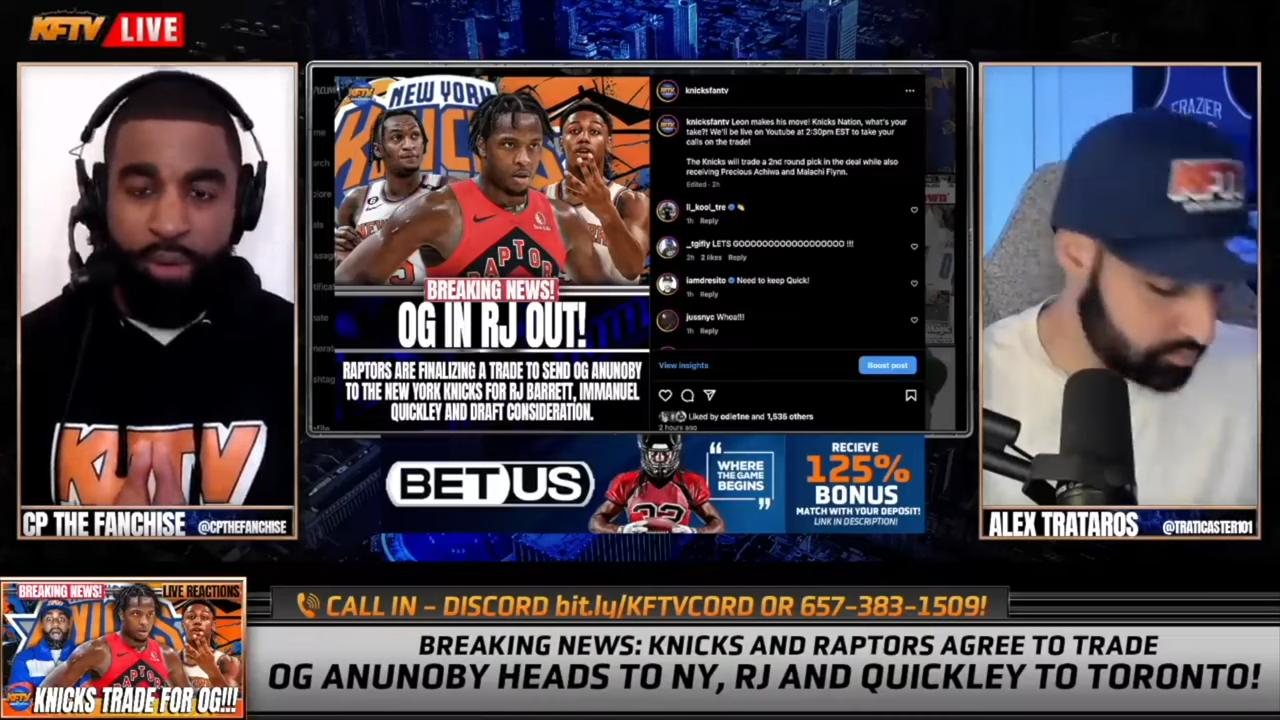 KFTV LIVE
FRAZIER
KFTV
KFTV
CP THE FANCHISE @CPTHEFANCHISE
NEW YORK
KNICKS
RAPTOR
BREAKING NEWS!
OG IN RJ OUT!
RAPTORS ARE FINALIZING A TRADE TO SEND OG ANUNOBY
TO THE NEW YORK KNICKS FOR RJ BARRETT, IMMANUEL
QUICKLEY AND DRAFT CONSIDERATION.
knicksfantv
knicksfantv Leon makes his move! Knicks Nation, what's your
take?! We'll be live on Youtube at 2:30pm EST to take your
calls on the trade!
The Knicks will trade a 2nd round pick in the deal while also
receiving Precious Achiwa and Malachi Flynn.
Edited · 2h
ll_kool_tre
1h Reply
_tgifly LETS GOOOOOOOOOOOOOOOOOOO !!!
2h 2 likes Reply
iamdresito Need to keep Quick!
1h Reply
jussnyc Whoa!!!
1h Reply
View insights
Boost post
Liked by odie1ne and 1,535 others
2 hours ago
BETUS
“ WHERE
THE GAME
BEGINS ”
RECIEVE
125%
BONUS
MATCH WITH YOUR DEPOSIT!
LINK IN DESCRIPTION!
ALEX TRATAROS @TRATICASTER101
BREAKING NEWS! LIVE REACTIONS
KNICKS TRADE FOR OG!!!
CALL IN – DISCORD bit.ly/KFTVCORD OR 657-383-1509!
BREAKING NEWS: KNICKS AND RAPTORS AGREE TO TRADE
OG ANUNOBY HEADS TO NY, RJ AND QUICKLEY TO TORONTO!